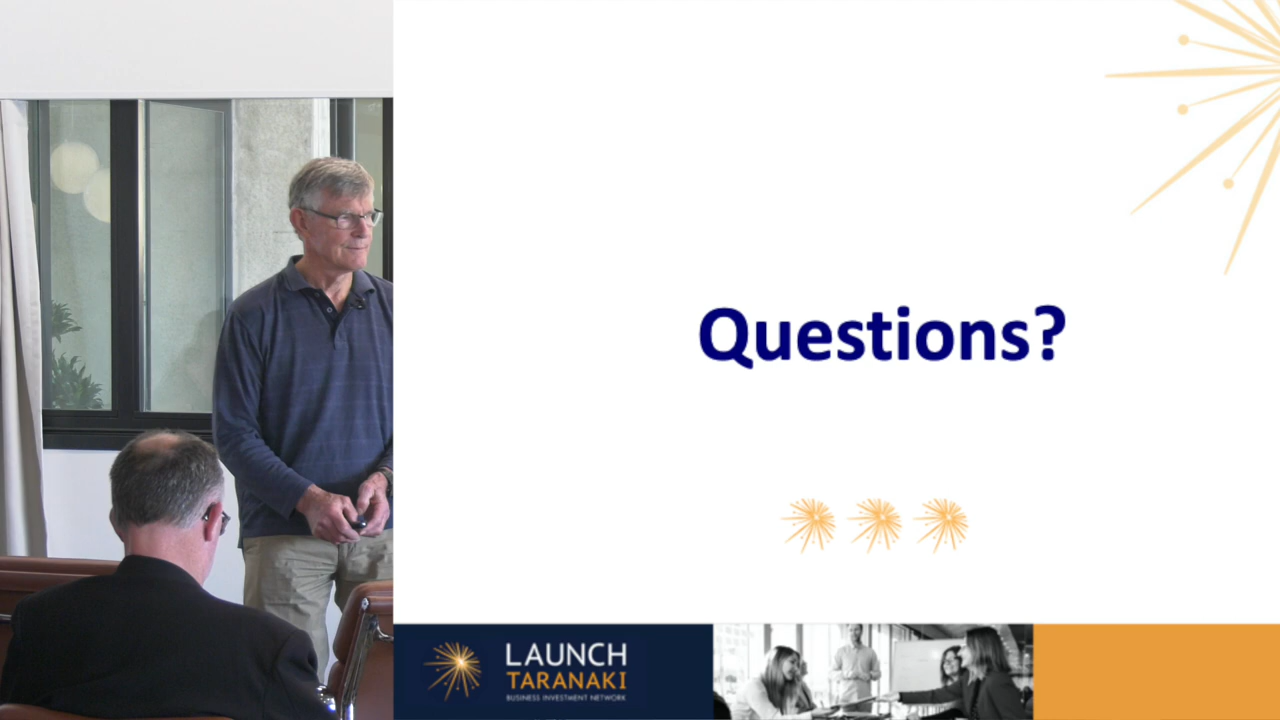 Questions?
LAUNCH
TARANAKI
BUSINESS INVESTMENT NETWORK